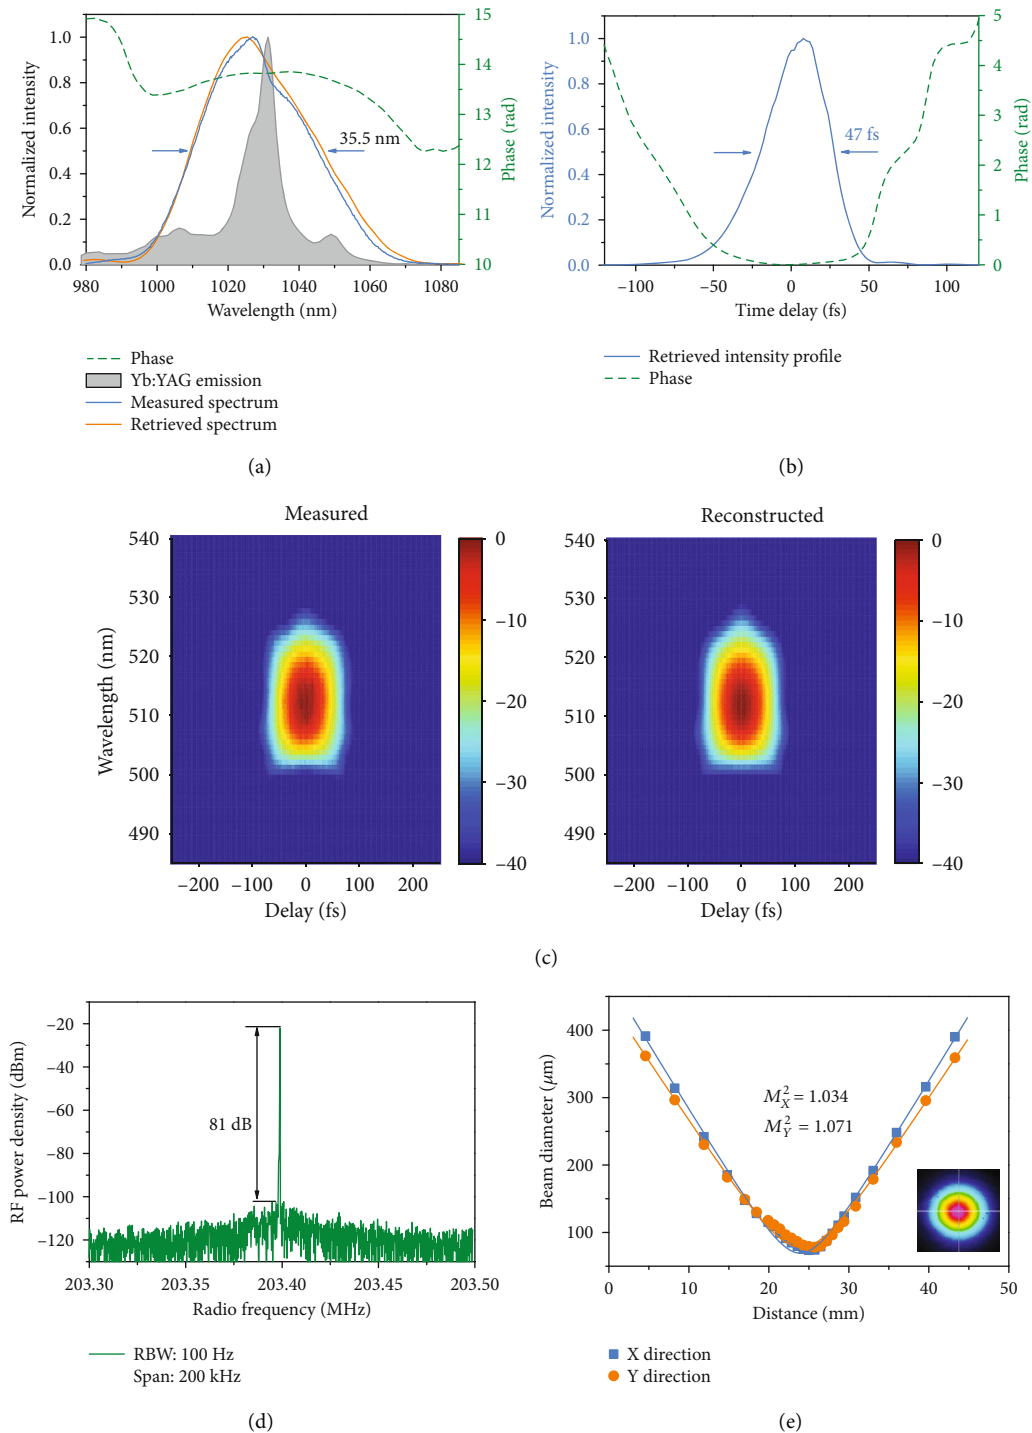 1.0
0.8
0.6
0.4
0.2
0.0
Normalized intensity
15
14
13
12
11
10
Phase (rad)
35.5 nm
980 1000 1020 1040 1060 1080
Wavelength (nm)
Phase
Yb:YAG emission
Measured spectrum
Retrieved spectrum
(a)
1.0
0.8
0.6
0.4
0.2
0.0
Normalized intensity
5
4
3
2
1
0
Phase (rad)
47 fs
−100 −50 0 50 100
Time delay (fs)
Retrieved intensity profile
Phase
(b)
Measured
540
530
520
510
500
490
Wavelength (nm)
0
−10
−20
−30
−40
−200 −100 0 100 200
Delay (fs)
Reconstructed
540
530
520
510
500
490
0
−10
−20
−30
−40
−200 −100 0 100 200
Delay (fs)
(c)
−20
−40
−60
−80
−100
−120
RF power density (dBm)
81 dB
203.30 203.35 203.40 203.45 203.50
Radio frequency (MHz)
RBW: 100 Hz
Span: 200 kHz
(d)
400
300
200
100
Beam diameter (μm)
M²X = 1.034
M²Y = 1.071
0 10 20 30 40 50
Distance (mm)
X direction
Y direction
(e)